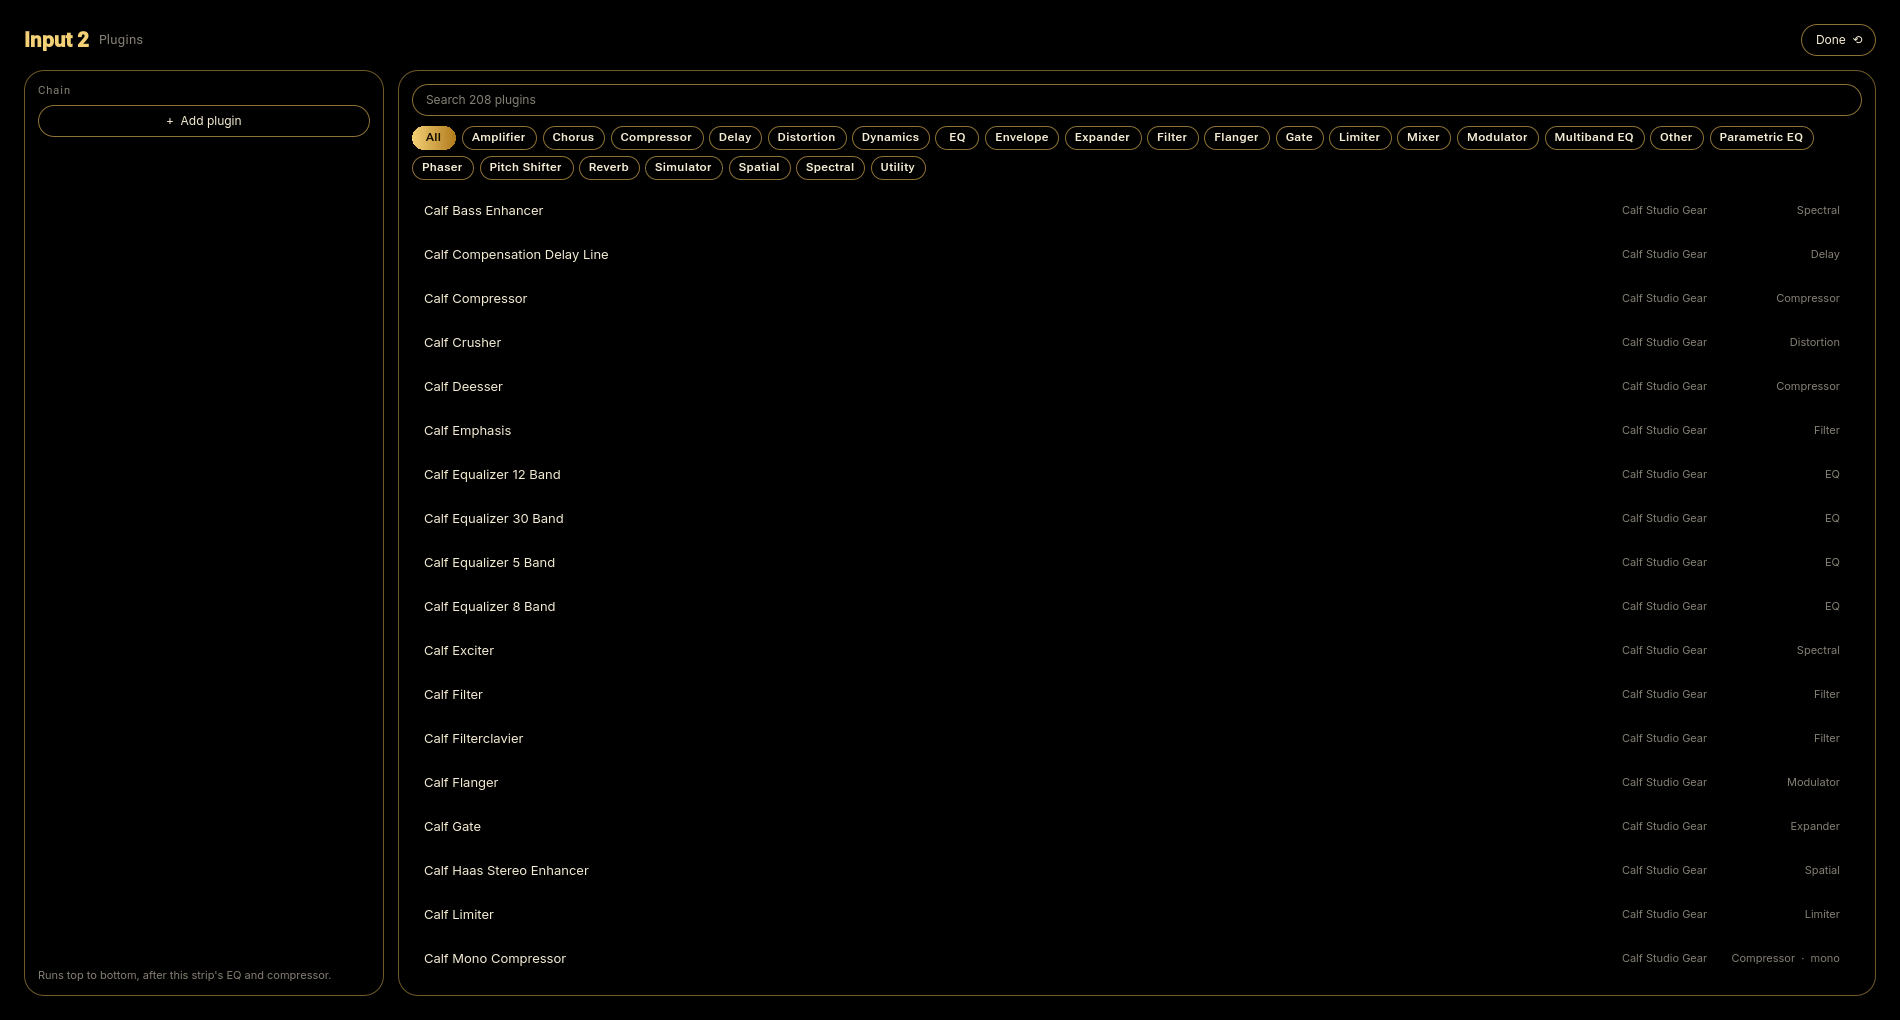 Input 2 Plugins
Done ⟲
Chain
+ Add plugin
Runs top to bottom, after this strip's EQ and compressor.
Search 208 plugins
All Amplifier Chorus Compressor Delay Distortion Dynamics EQ Envelope Expander Filter Flanger Gate Limiter Mixer Modulator Multiband EQ Other Parametric EQ
Phaser Pitch Shifter Reverb Simulator Spatial Spectral Utility
Calf Bass Enhancer Calf Studio Gear Spectral
Calf Compensation Delay Line Calf Studio Gear Delay
Calf Compressor Calf Studio Gear Compressor
Calf Crusher Calf Studio Gear Distortion
Calf Deesser Calf Studio Gear Compressor
Calf Emphasis Calf Studio Gear Filter
Calf Equalizer 12 Band Calf Studio Gear EQ
Calf Equalizer 30 Band Calf Studio Gear EQ
Calf Equalizer 5 Band Calf Studio Gear EQ
Calf Equalizer 8 Band Calf Studio Gear EQ
Calf Exciter Calf Studio Gear Spectral
Calf Filter Calf Studio Gear Filter
Calf Filterclavier Calf Studio Gear Filter
Calf Flanger Calf Studio Gear Modulator
Calf Gate Calf Studio Gear Expander
Calf Haas Stereo Enhancer Calf Studio Gear Spatial
Calf Limiter Calf Studio Gear Limiter
Calf Mono Compressor Calf Studio Gear Compressor · mono